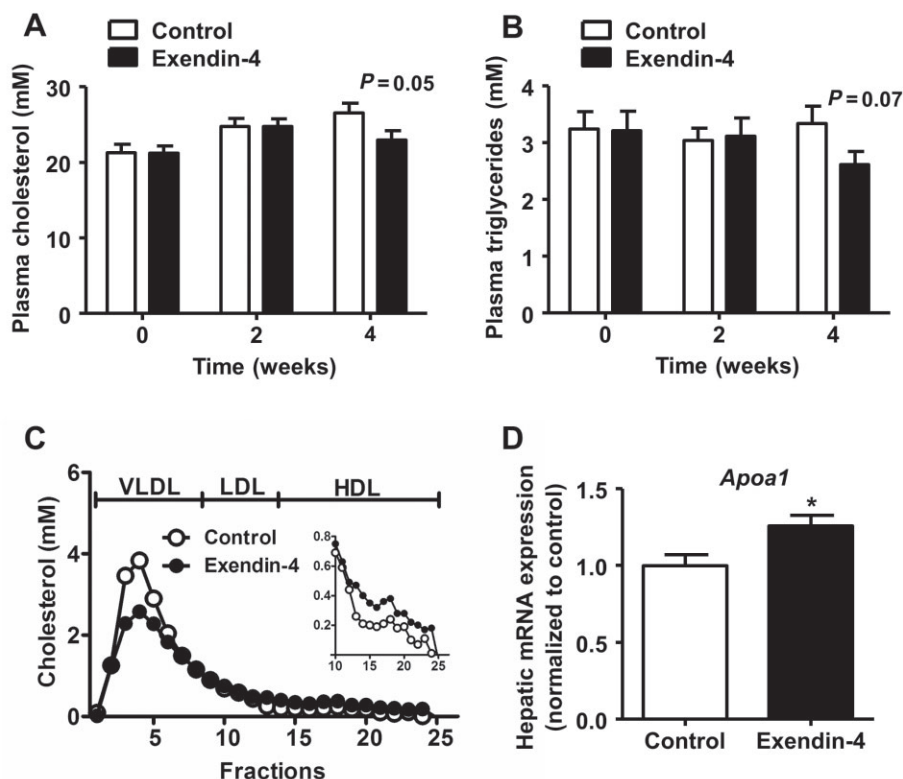 A
Control
Exendin-4
Plasma cholesterol (mM)
30
20
10
0
P = 0.05
0 2 4
Time (weeks)
B
Control
Exendin-4
Plasma triglycerides (mM)
4
3
2
1
0
P = 0.07
0 2 4
Time (weeks)
C
Cholesterol (mM)
6
4
2
0
VLDL LDL HDL
Control
Exendin-4
0.8
0.6
0.4
0.2
10 15 20 25
5 10 15 20 25
Fractions
D
Apoa1
Hepatic mRNA expression
(normalized to control)
1.5
1.0
0.5
0.0
*
Control Exendin-4